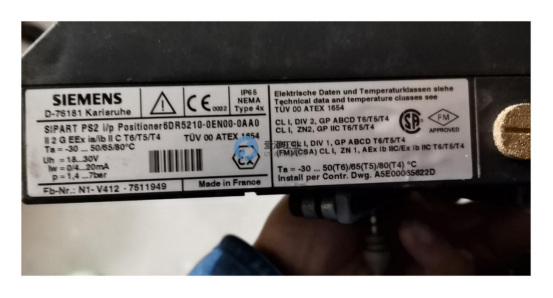 SIEMENS
D-76181 Karlsruhe
CE 0032
IP65
NEMA
Type 4x
SIPART PS2 i/p Positioner 6DR5210-0EN00-0AA0
II 2 G EEx ia/ib II C T6/T5/T4 TÜV 00 ATEX 1654
Ta = -30 ... 50/65/80°C
Uh = 18...30V
Iw = 0/4...20mA
p = 1,4 ...7bar
Fb-Nr.: N1- V412 - 7511949
Made in France
Elektrische Daten und Temperaturklassen siehe
Technical data and temperature classes see
TÜV 00 ATEX 1654
CL I, DIV 2, GP ABCD T6/T5/T4
CL I, ZN2, GP IIC T6/T5/T4
CL I, DIV 1, GP ABCD T6/T5/T4
(FM)(CSA) CL I, ZN 1, AEx ib IIC/Ex ib IIC T6/T5/T4
Ta = -30 ... 50(T6)/65(T5)/80(T4) °C
Install per Contr. Dwg. A5E00065622D
FM
APPROVED